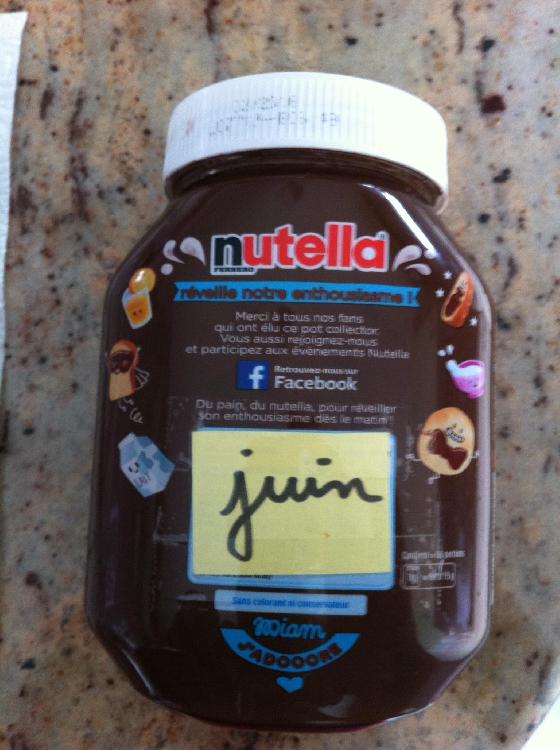 nutella
FERRERO
réveille notre enthousiasme !
Merci à tous nos fans
qui ont élu ce pot collector.
Vous aussi rejoignez-nous
et participez aux événements Nutella
f Retrouvez-nous sur
Facebook
Du pain, du nutella, pour réveiller
son enthousiasme dès le matin !
LAIT
juin
Sans colorant ni conservateur
Miam
J'ADOOORE